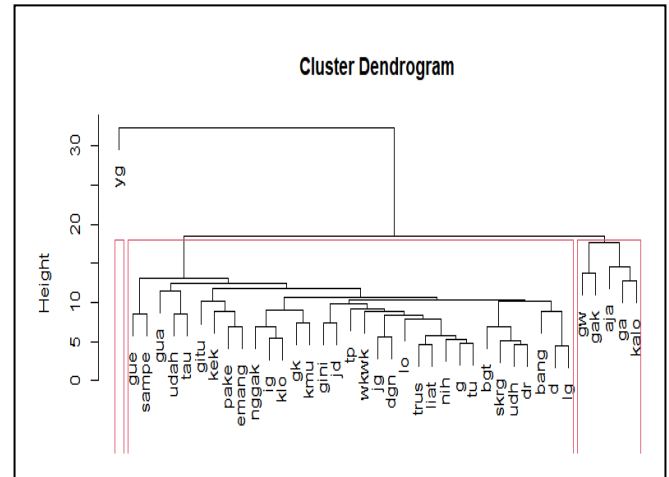 Cluster Dendrogram
Height
30
20
10
5
0
yg
gue
sampe
gua
udah
tau
gitu
kek
pake
emang
nggak
ig
klo
gk
kmu
gini
jd
tp
wkwk
jg
dgn
lo
trus
liat
nih
g
tu
bgt
skrg
udh
dr
bang
d
lg
gw
gak
aja
ga
kalo